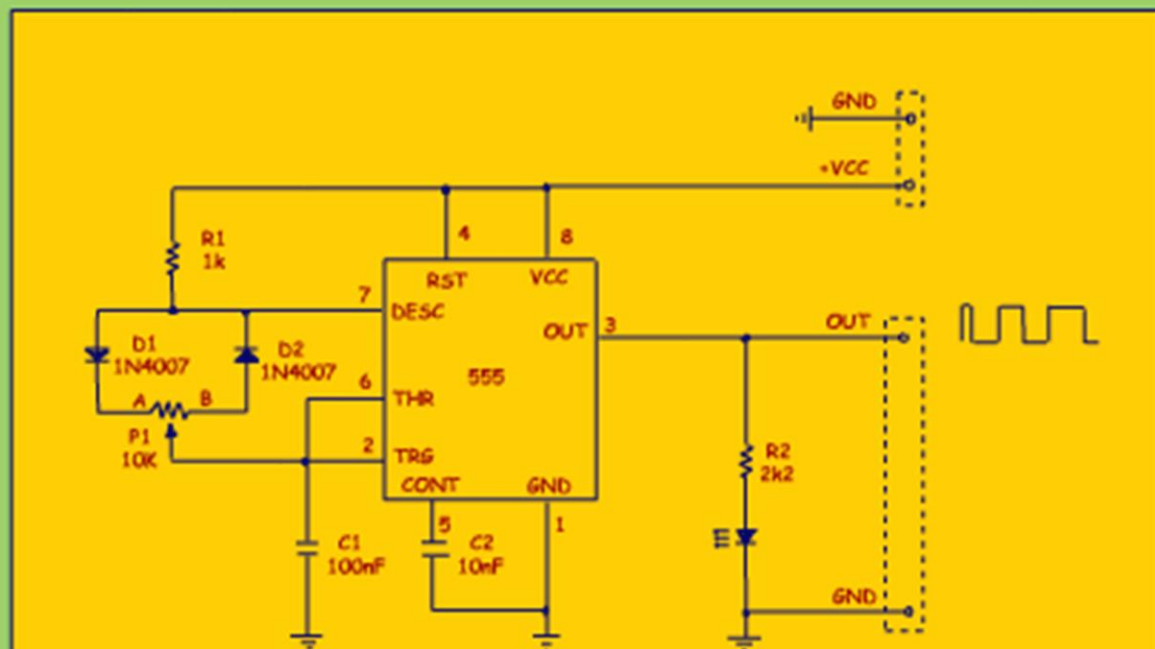 GND
+VCC
4
8
R1
1k
RST
VCC
7
DESC
OUT
3
OUT
D1
1N4007
D2
1N4007
555
6
THR
A
B
P1
10K
2
TRG
R2
2k2
CONT
GND
5
1
C1
100nF
C2
10nF
GND